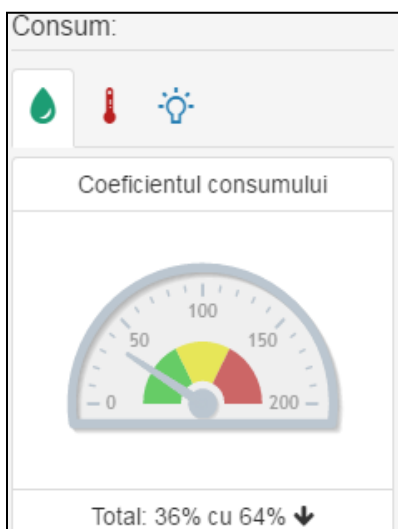 Consum:
Coeficientul consumului
100
50 150
0 200
Total: 36% cu 64%